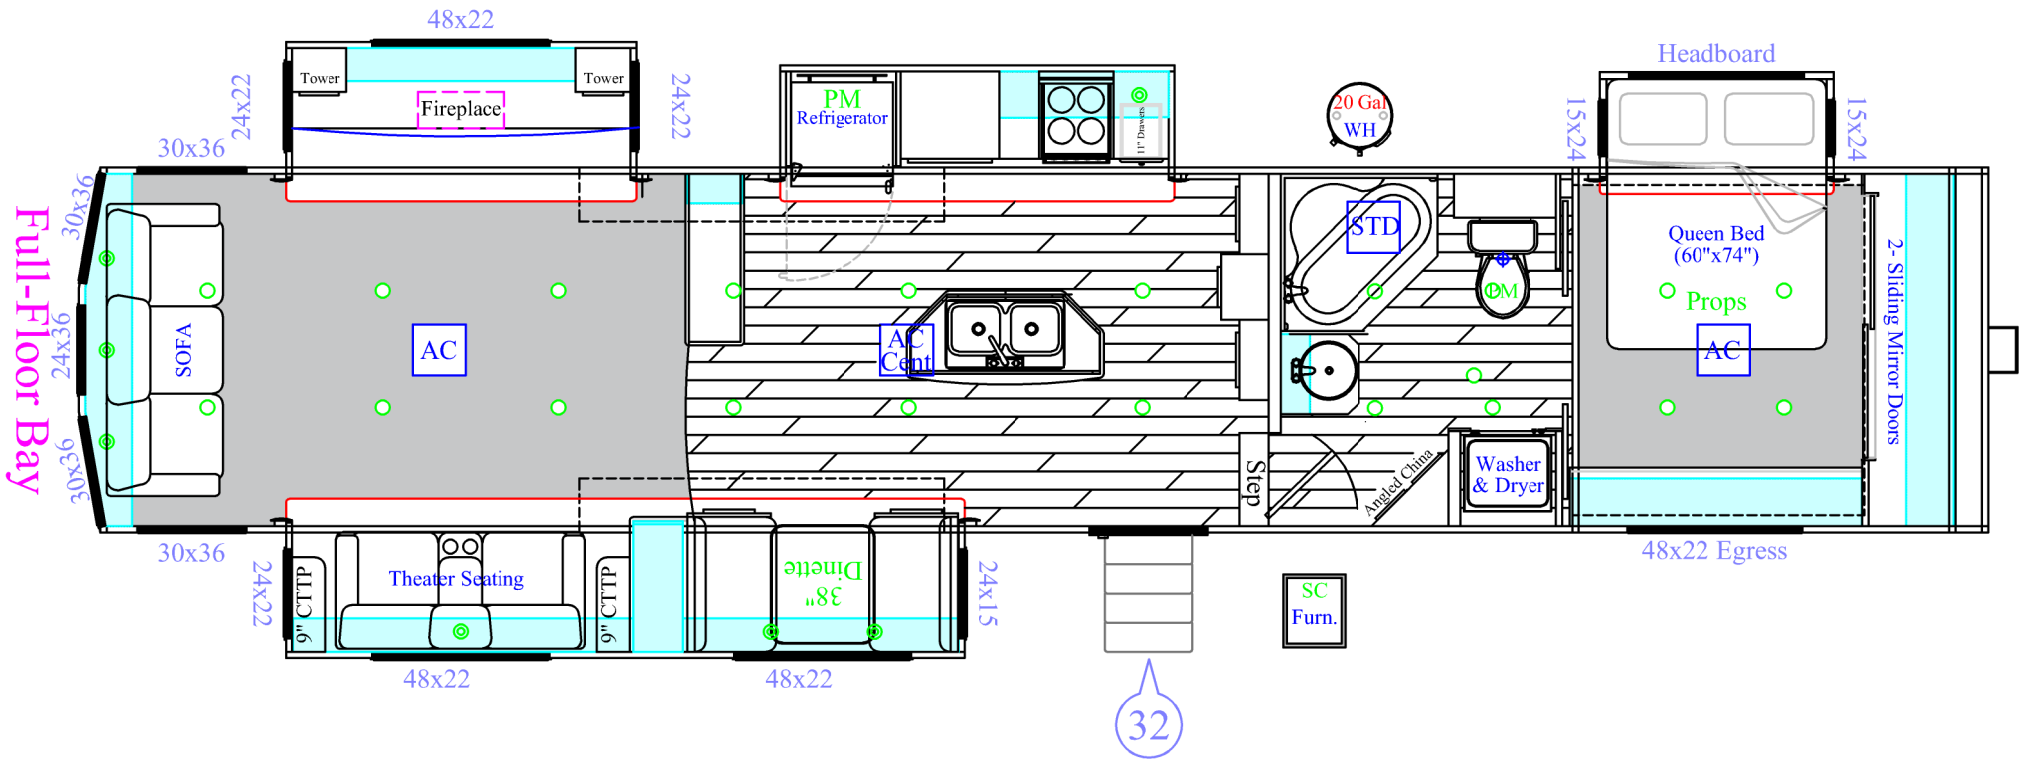 48x22
Headboard
Tower
Tower
24x22
Fireplace
24x22
PM
Refrigerator
11" Drawers
20 Gal
WH
15x24
15x24
30x36
30x36
Full-Floor Bay
24x36
SOFA
30x36
AC
AC
Cent
STD
PM
Queen Bed
(60"x74")
Props
AC
2- Sliding Mirror Doors
Step
Angled China
Washer
& Dryer
30x36
48x22 Egress
24x22
9" CTTP
Theater Seating
9" CTTP
38"
Dinette
24x15
SC
Furn.
48x22
48x22
32